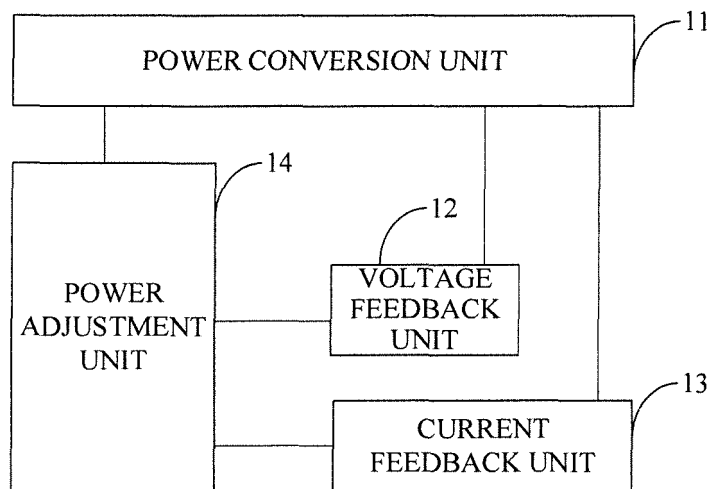 11
POWER CONVERSION UNIT
14
12
VOLTAGE
FEEDBACK
UNIT
POWER
ADJUSTMENT
UNIT
13
CURRENT
FEEDBACK UNIT